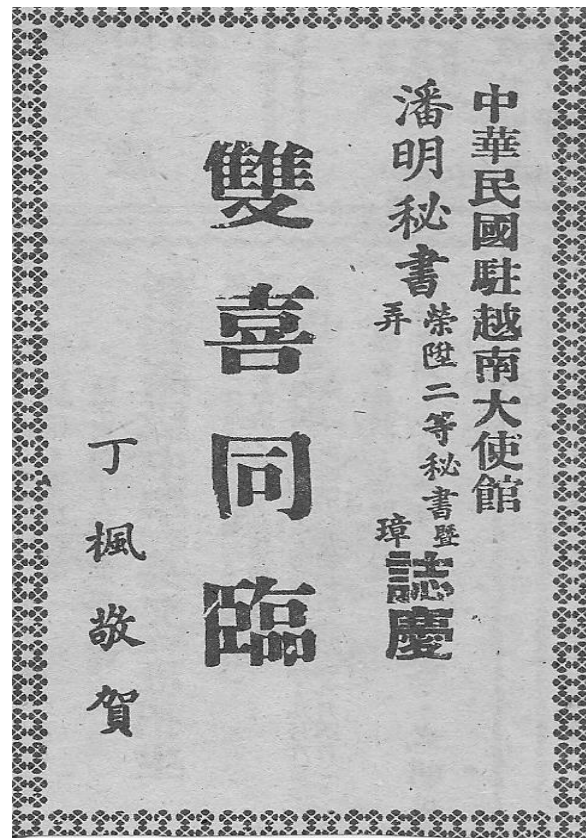 中華民國駐越南大使館
潘明秘書
榮陞二等秘書暨
弄璋
誌慶
雙喜同臨
丁楓敬賀